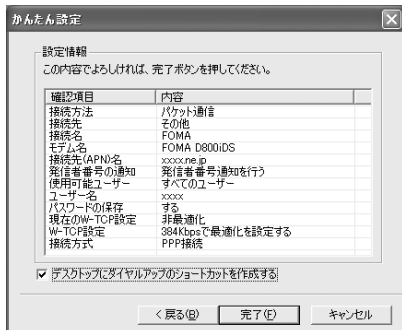 かんたん設定
設定情報
この内容でよろしければ、完了ボタンを押してください。
確認項目 内容
接続方法 パケット通信
接続先 その他
接続名 FOMA
モデム名 FOMA D800iDS
接続先(APN)名 xxxx.ne.jp
発信者番号の通知 発信者番号通知を行う
使用可能ユーザー すべてのユーザー
ユーザー名 xxxx
パスワードの保存 する
現在のW-TCP設定 非最適化
W-TCP設定 384Kbpsで最適化を設定する
接続方式 PPP接続
デスクトップにダイヤルアップのショートカットを作成する
< 戻る(B) 完了(F) キャンセル